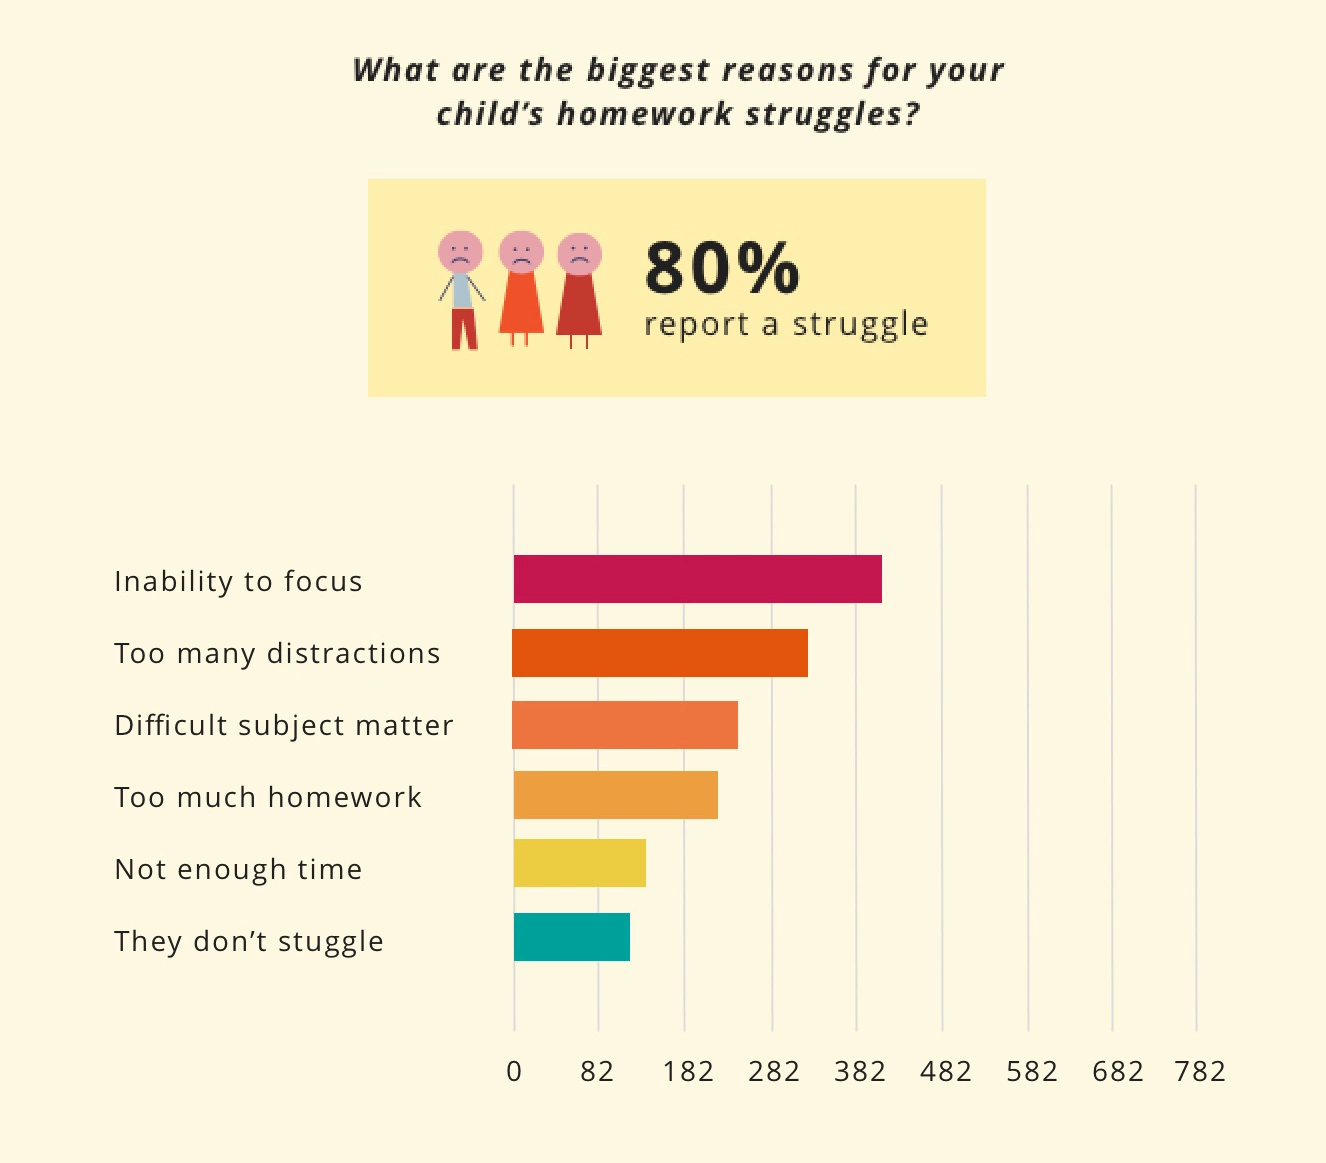 What are the biggest reasons for your
child’s homework struggles?
80%
report a struggle
Inability to focus
Too many distractions
Difficult subject matter
Too much homework
Not enough time
They don’t stuggle
0 82 182 282 382 482 582 682 782